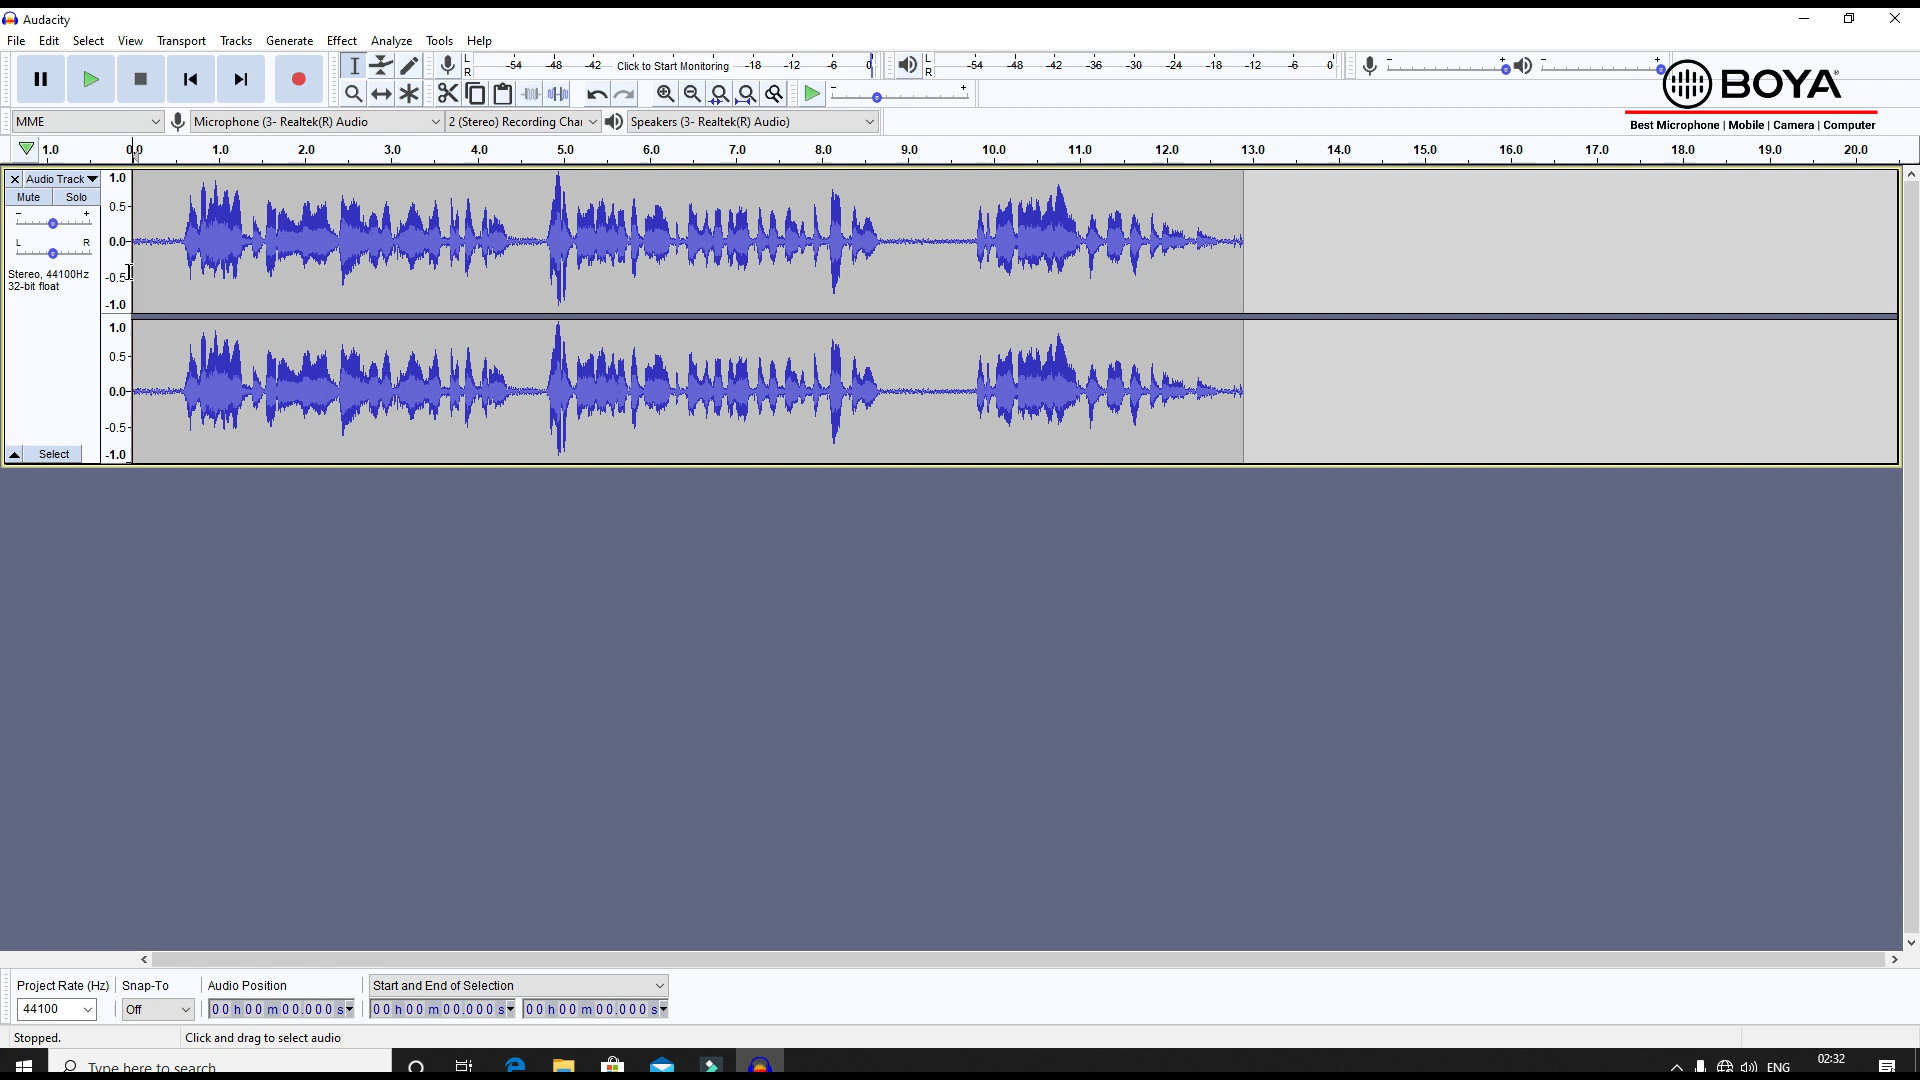 Audacity
File Edit Select View Transport Tracks Generate Effect Analyze Tools Help
L R -54 -48 -42 Click to Start Monitoring -18 -12 -6 0 L R -54 -48 -42 -36 -30 -24 -18 -12 -6 0
BOYA
Best Microphone | Mobile | Camera | Computer
MME Microphone (3- Realtek(R) Audio 2 (Stereo) Recording Chai Speakers (3- Realtek(R) Audio)
1.0 0.0 1.0 2.0 3.0 4.0 5.0 6.0 7.0 8.0 9.0 10.0 11.0 12.0 13.0 14.0 15.0 16.0 17.0 18.0 19.0 20.0
Audio Track 1.0
Mute Solo
0.5
L R 0.0
Stereo, 44100Hz -0.5
32-bit float
-1.0
1.0
0.5
0.0
-0.5
Select -1.0
Project Rate (Hz) Snap-To Audio Position Start and End of Selection
44100 Off 00 h 00 m 00.000 s 00 h 00 m 00.000 s 00 h 00 m 00.000 s
Stopped. Click and drag to select audio
Type here to search ENG 02:32